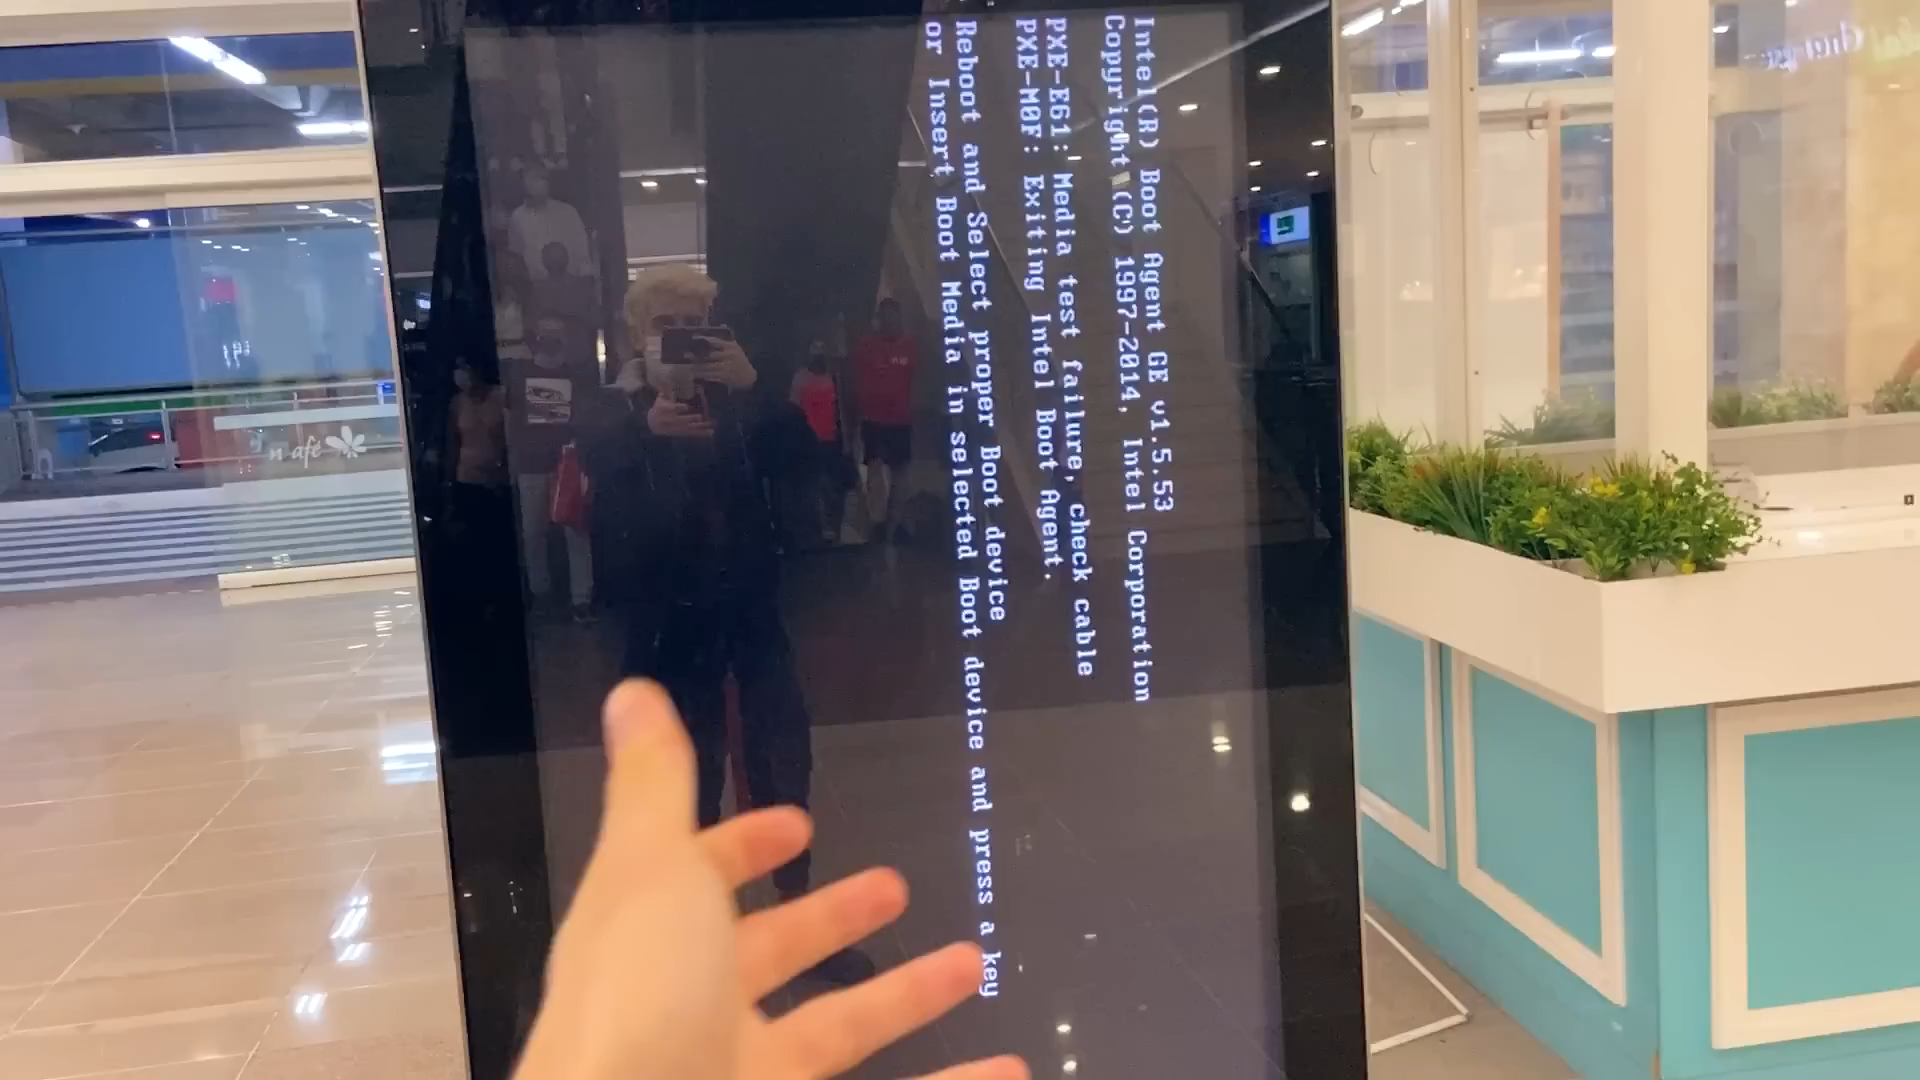 Intel(R) Boot Agent GE v1.5.53
Copyright (C) 1997-2014, Intel Corporation
PXE-E61: Media test failure, check cable
PXE-M0F: Exiting Intel Boot Agent.
Reboot and Select proper Boot device
or Insert Boot Media in selected Boot device and press a key